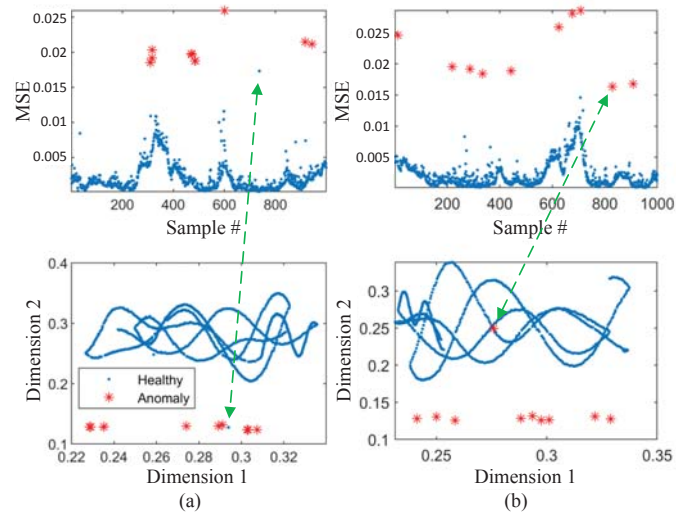 0.025
0.02
0.015
0.01
0.005
MSE
200 400 600 800
Sample #
0.025
0.02
0.015
0.01
0.005
MSE
200 400 600 800 1000
Sample #
0.4
0.3
0.2
0.1
Dimension 2
Healthy
Anomaly
0.22 0.24 0.26 0.28 0.3 0.32
Dimension 1
(a)
0.3
0.25
0.2
0.15
0.1
Dimension 2
0.25 0.3 0.35
Dimension 1
(b)